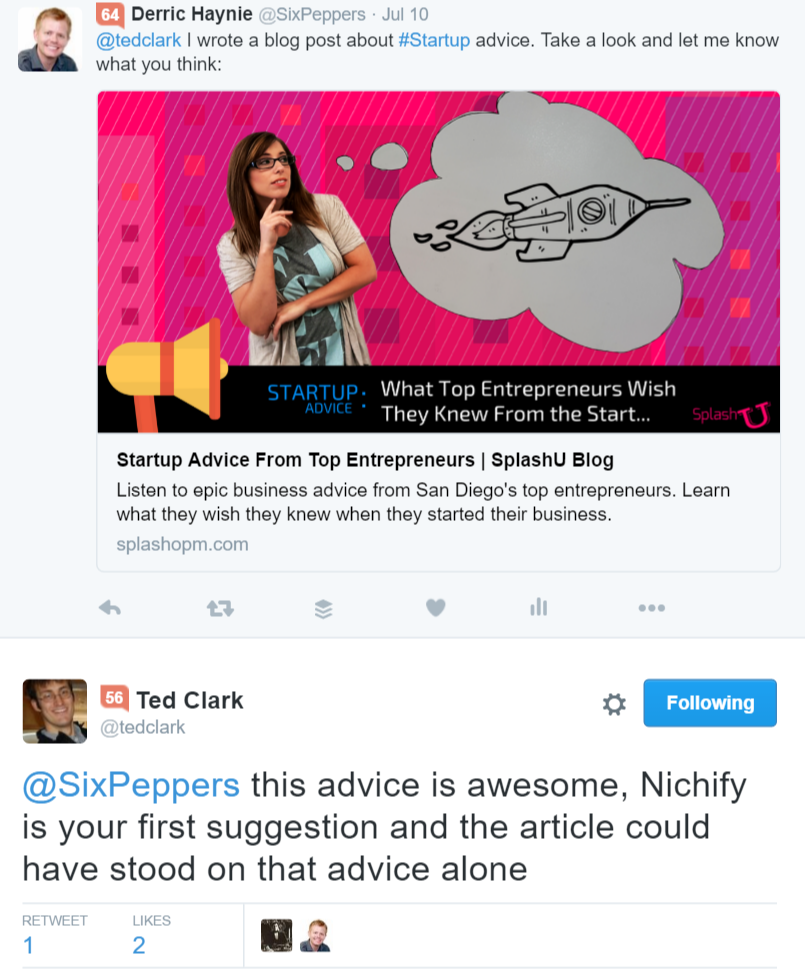 64 Derric Haynie @SixPeppers · Jul 10
@tedclark I wrote a blog post about #Startup advice. Take a look and let me know
what you think:
STARTUP: What Top Entrepreneurs Wish
ADVICE : They Knew From the Start...
SplashU
Startup Advice From Top Entrepreneurs | SplashU Blog
Listen to epic business advice from San Diego's top entrepreneurs. Learn
what they wish they knew when they started their business.
splashopm.com
56 Ted Clark
Following
@tedclark
@SixPeppers this advice is awesome, Nichify
is your first suggestion and the article could
have stood on that advice alone
RETWEET LIKES
1 2